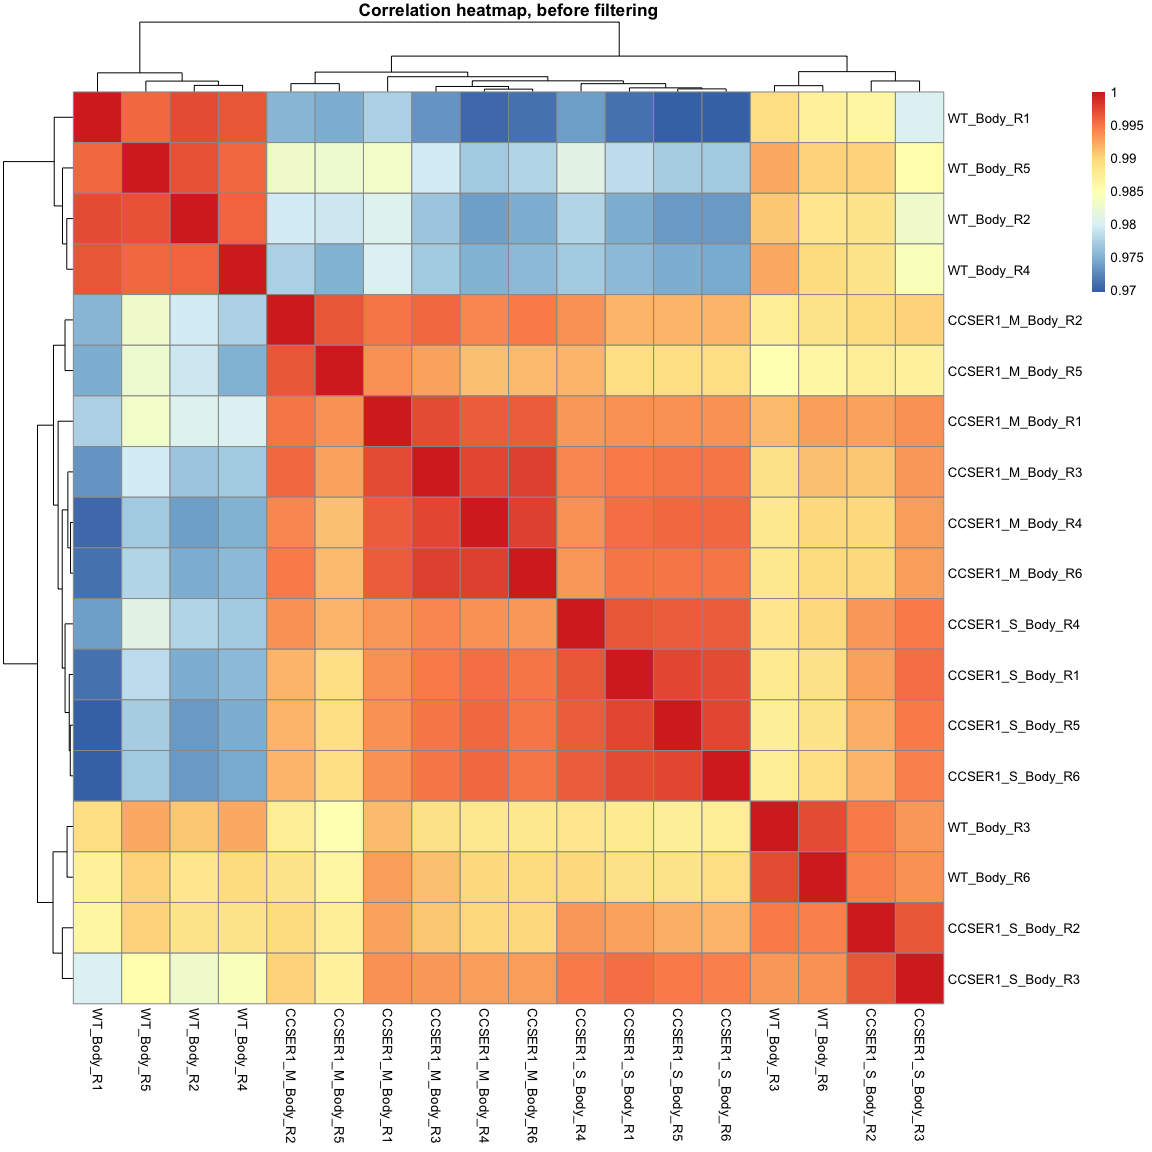 Correlation heatmap, before filtering
1
0.995
0.99
0.985
0.98
0.975
0.97
WT_Body_R1
WT_Body_R5
WT_Body_R2
WT_Body_R4
CCSER1_M_Body_R2
CCSER1_M_Body_R5
CCSER1_M_Body_R1
CCSER1_M_Body_R3
CCSER1_M_Body_R4
CCSER1_M_Body_R6
CCSER1_S_Body_R4
CCSER1_S_Body_R1
CCSER1_S_Body_R5
CCSER1_S_Body_R6
WT_Body_R3
WT_Body_R6
CCSER1_S_Body_R2
CCSER1_S_Body_R3
WT_Body_R1
WT_Body_R5
WT_Body_R2
WT_Body_R4
CCSER1_M_Body_R2
CCSER1_M_Body_R5
CCSER1_M_Body_R1
CCSER1_M_Body_R3
CCSER1_M_Body_R4
CCSER1_M_Body_R6
CCSER1_S_Body_R4
CCSER1_S_Body_R1
CCSER1_S_Body_R5
CCSER1_S_Body_R6
WT_Body_R3
WT_Body_R6
CCSER1_S_Body_R2
CCSER1_S_Body_R3